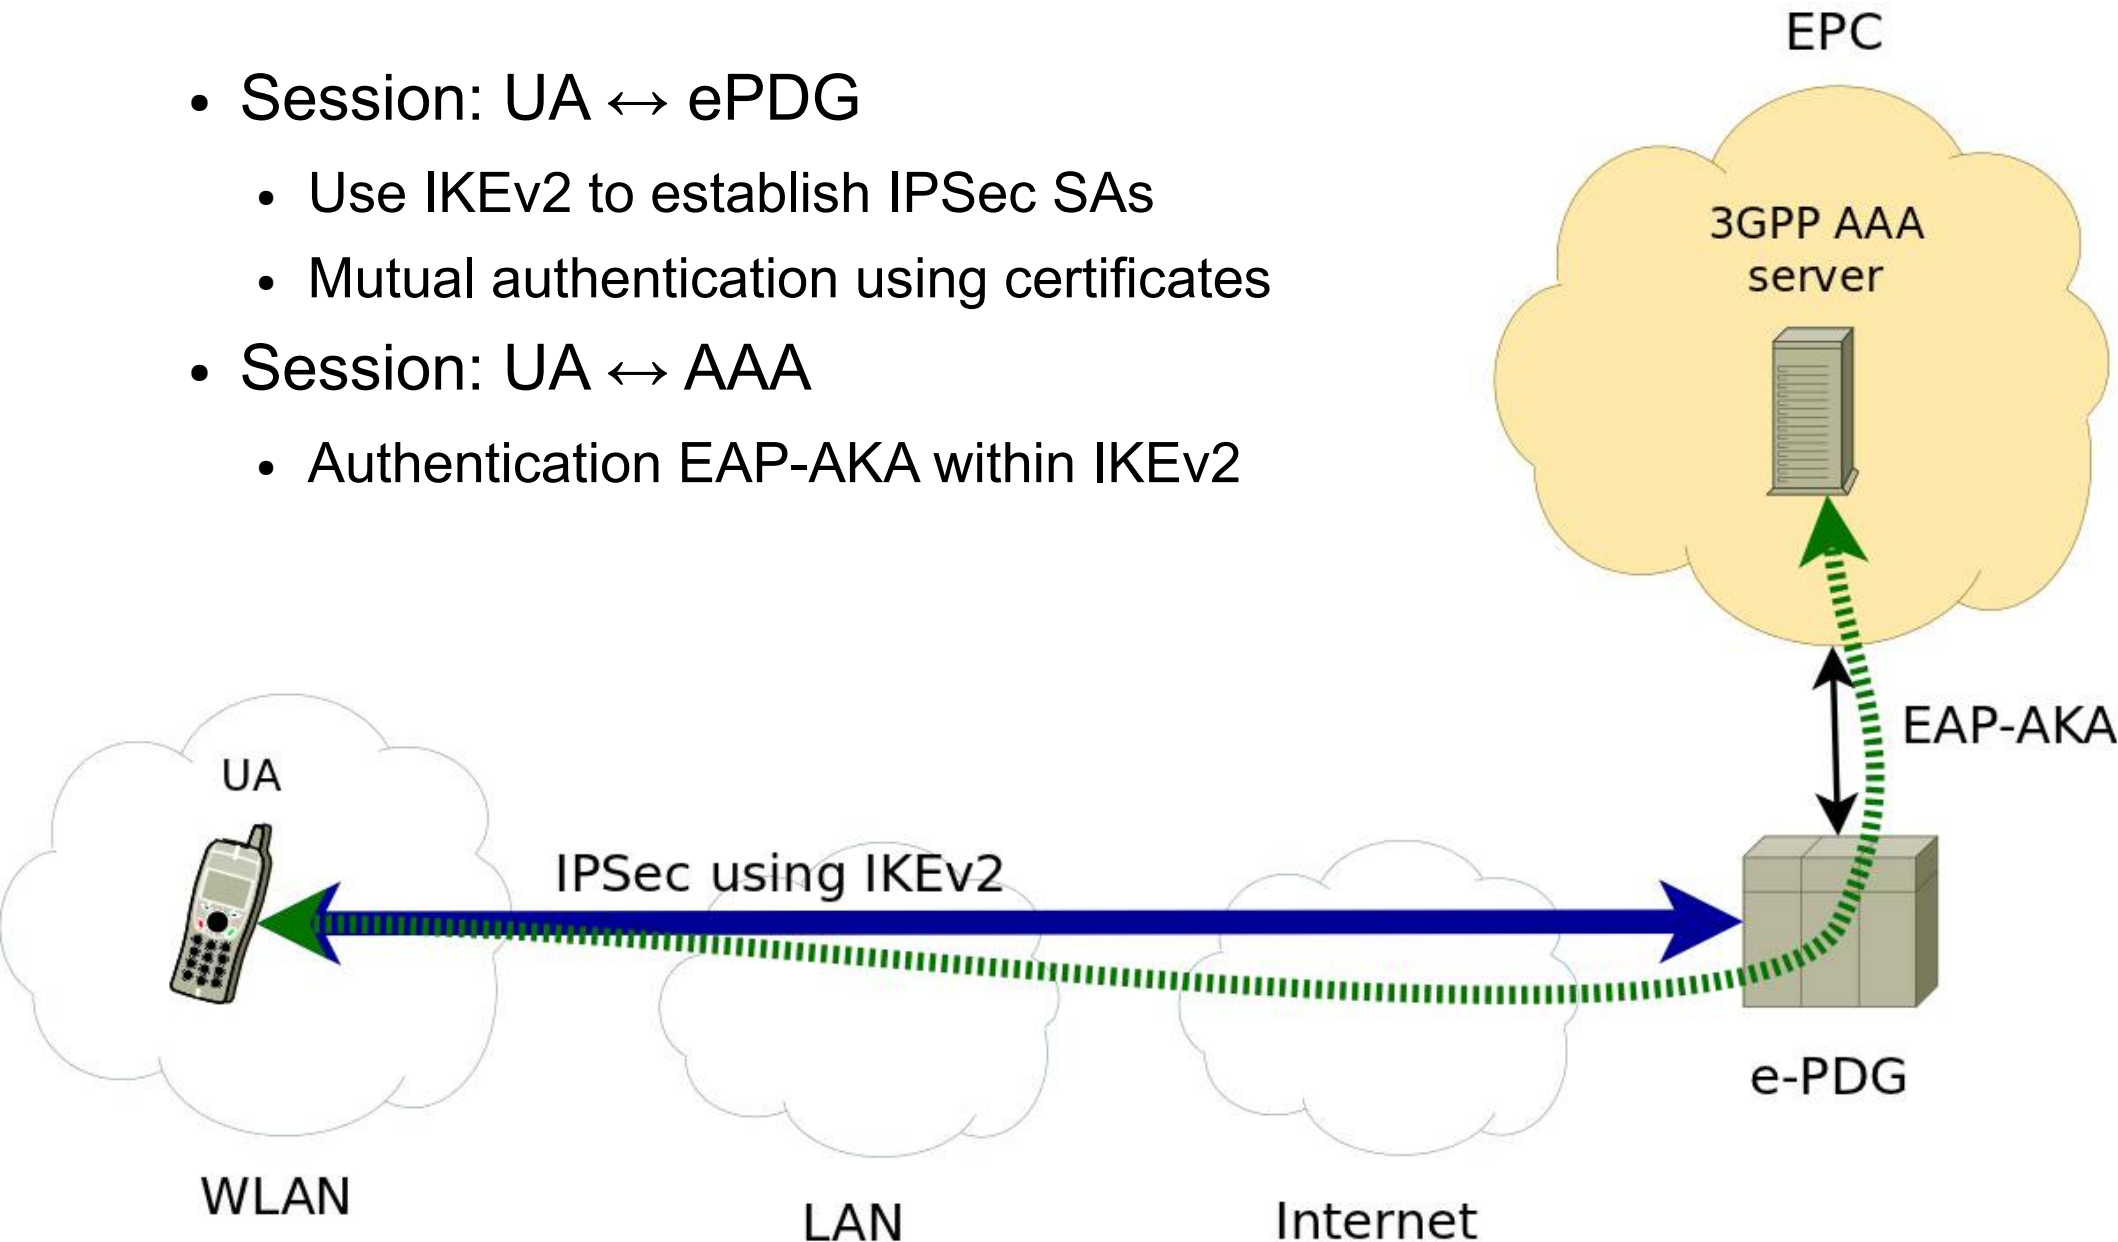 EPC
• Session: UA ↔ ePDG
• Use IKEv2 to establish IPSec SAs
• Mutual authentication using certificates
• Session: UA ↔ AAA
• Authentication EAP-AKA within IKEv2
3GPP AAA
server
EAP-AKA
UA
IPSec using IKEv2
e-PDG
WLAN
LAN
Internet